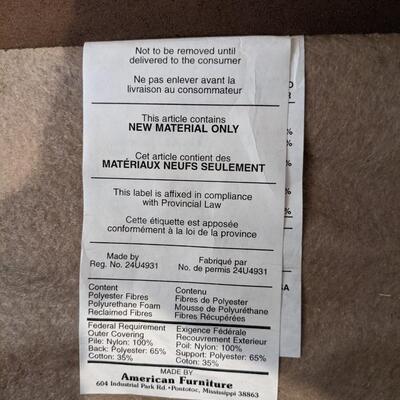 Not to be removed until
delivered to the consumer
Ne pas enlever avant la
livraison au consommateur
This article contains
NEW MATERIAL ONLY
Cet article contient des
MATÉRIAUX NEUFS SEULEMENT
This label is affixed in compliance
with Provincial Law
Cette étiquette est apposée
conformément à la loi de la province
Made by
Reg. No. 24U4931
Fabriqué par
No. de permis 24U4931
Content
Polyester Fibres
Polyurethane Foam
Reclaimed Fibres
Contenu
Fibres de Polyester
Mousse de Polyuréthane
Fibres Récupérées
Federal Requirement
Outer Covering
Pile: Nylon: 100%
Back: Polyester: 65%
Cotton: 35%
Exigence Fédérale
Recouvrement Exterieur
Poil: Nylon: 100%
Support: Polyester: 65%
Coton: 35%
MADE BY
American Furniture
604 Industrial Park Rd. • Pontotoc, Mississippi 38863